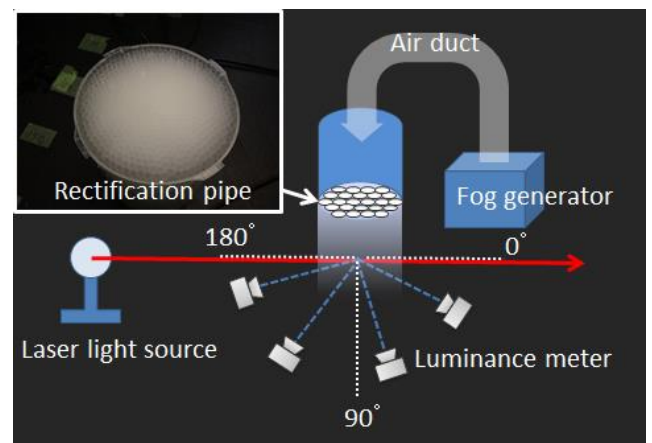 Air duct
Rectification pipe
Fog generator
180°
0°
Laser light source
Luminance meter
90°